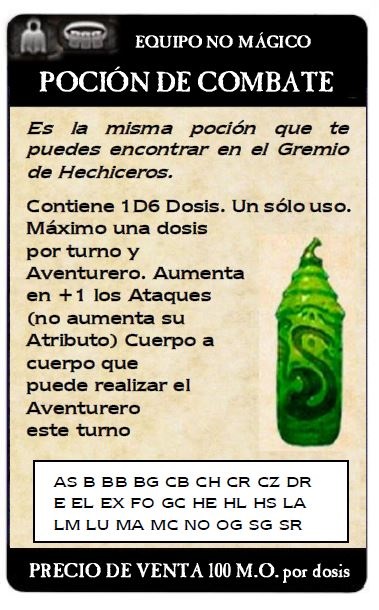 EQUIPO NO MÁGICO
POCIÓN DE COMBATE
Es la misma poción que te
puedes encontrar en el Gremio
de Hechiceros.
Contiene 1D6 Dosis. Un sólo uso.
Máximo una dosis
por turno y
Aventurero. Aumenta
en +1 los Ataques
(no aumenta su
Atributo) Cuerpo a
cuerpo que
puede realizar el
Aventurero
este turno
AS B BB BG CB CH CR CZ DR
E EL EX FO GC HE HL HS LA
LM LU MA MC NO OG SG SR
PRECIO DE VENTA 100 M.O. por dosis